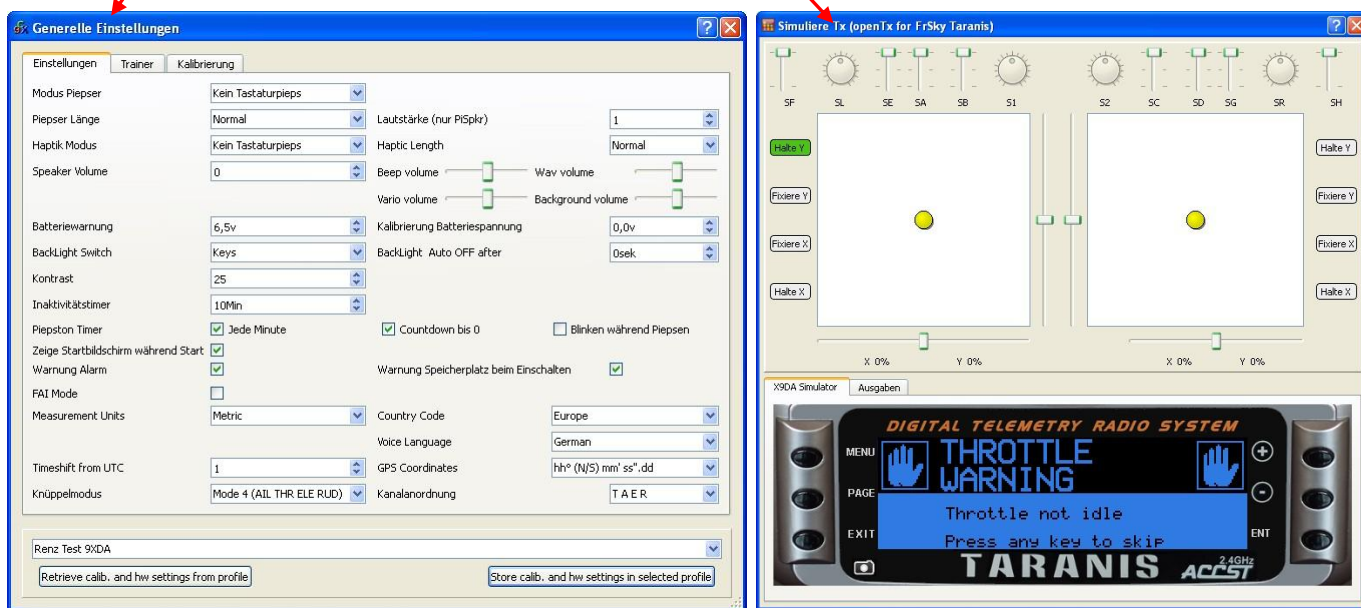 Generelle Einstellungen
Einstellungen Trainer Kalibrierung
Modus Piepser Kein Tastaturpieps
Piepser Länge Normal Lautstärke (nur PiSpkr) 1
Haptik Modus Kein Tastaturpieps Haptic Length Normal
Speaker Volume 0 Beep volume Wav volume
Vario volume Background volume
Batteriewarnung 6,5v Kalibrierung Batteriespannung 0,0v
BackLight Switch Keys BackLight Auto OFF after 0sek
Kontrast 25
Inaktivitätstimer 10Min
Piepston Timer Jede Minute Countdown bis 0 Blinken während Piepsen
Zeige Startbildschirm während Start
Warnung Alarm Warnung Speicherplatz beim Einschalten
FAI Mode
Measurement Units Metric Country Code Europe
Voice Language German
Timeshift from UTC 1 GPS Coordinates hh° (N/S) mm' ss".dd
Knüppelmodus Mode 4 (AIL THR ELE RUD) Kanalanordnung T A E R
Renz Test 9XDA
Retrieve calib. and hw settings from profile Store calib. and hw settings in selected profile
Simuliere Tx (openTx for FrSky Taranis)
SF SL SE SA SB S1 S2 SC SD SG SR SH
Halte Y Halte Y
Fixiere Y Fixiere Y
Fixiere X Fixiere X
Halte X Halte X
X 0% Y 0% X 0% Y 0%
X9DA Simulator Ausgaben
DIGITAL TELEMETRY RADIO SYSTEM
MENU THROTTLE +
WARNING
PAGE -
Throttle not idle
EXIT ENT
Press any key to skip
TARANIS ACCST 2.4GHz